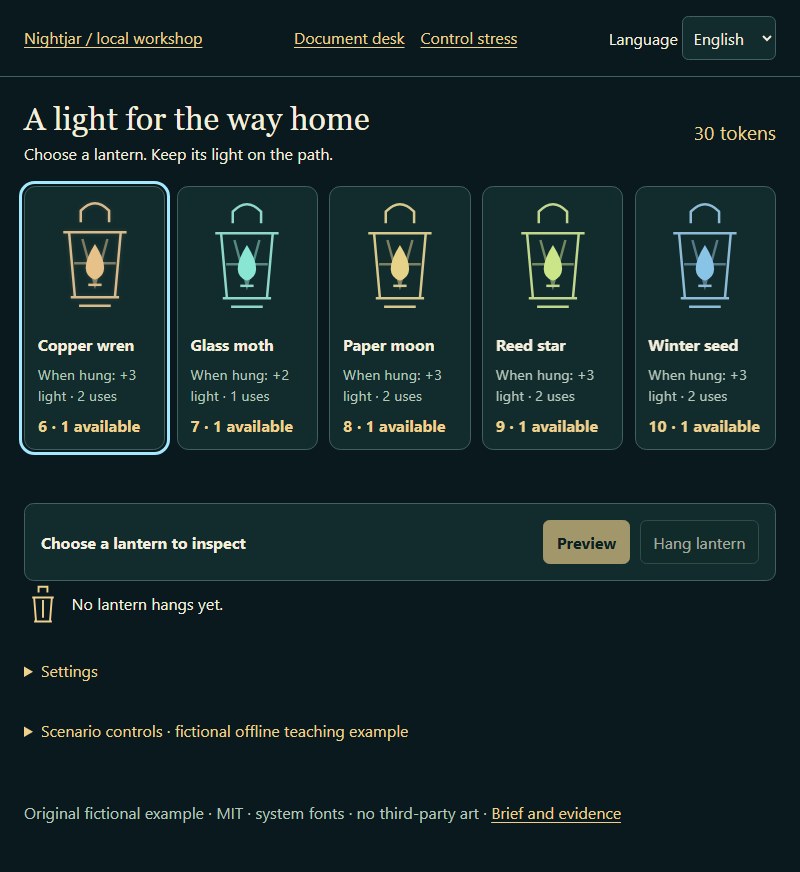 Nightjar / local workshop
Document desk
Control stress
Language
English
A light for the way home
Choose a lantern. Keep its light on the path.
30 tokens
Copper wren
When hung: +3
light · 2 uses
6 · 1 available
Glass moth
When hung: +2
light · 1 uses
7 · 1 available
Paper moon
When hung: +3
light · 2 uses
8 · 1 available
Reed star
When hung: +3
light · 2 uses
9 · 1 available
Winter seed
When hung: +3
light · 2 uses
10 · 1 available
Choose a lantern to inspect
Preview
Hang lantern
No lantern hangs yet.
Settings
Scenario controls · fictional offline teaching example
Original fictional example · MIT · system fonts · no third-party art · Brief and evidence